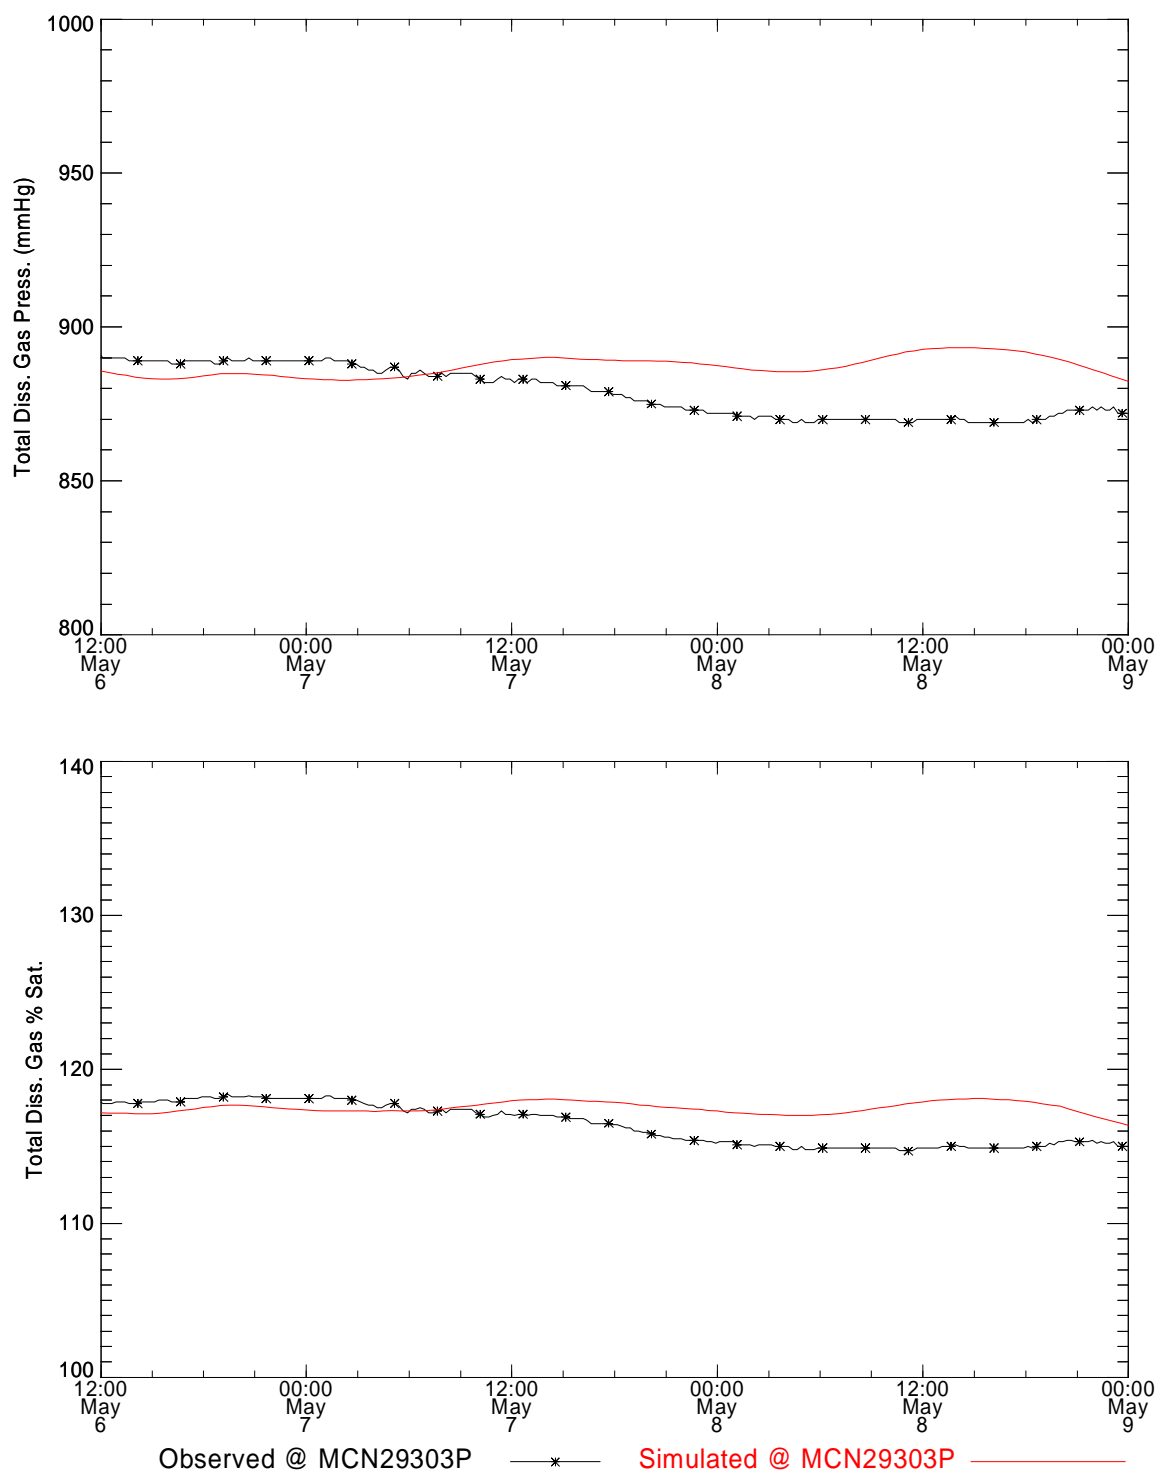 Total Diss. Gas Press. (mmHg)
1000
950
900
850
800
12:00 00:00 12:00 00:00 12:00 00:00
May May May May May May
6 7 7 8 8 9
Total Diss. Gas % Sat.
140
130
120
110
100
12:00 00:00 12:00 00:00 12:00 00:00
May May May May May May
6 7 7 8 8 9
Observed @ MCN29303P Simulated @ MCN29303P